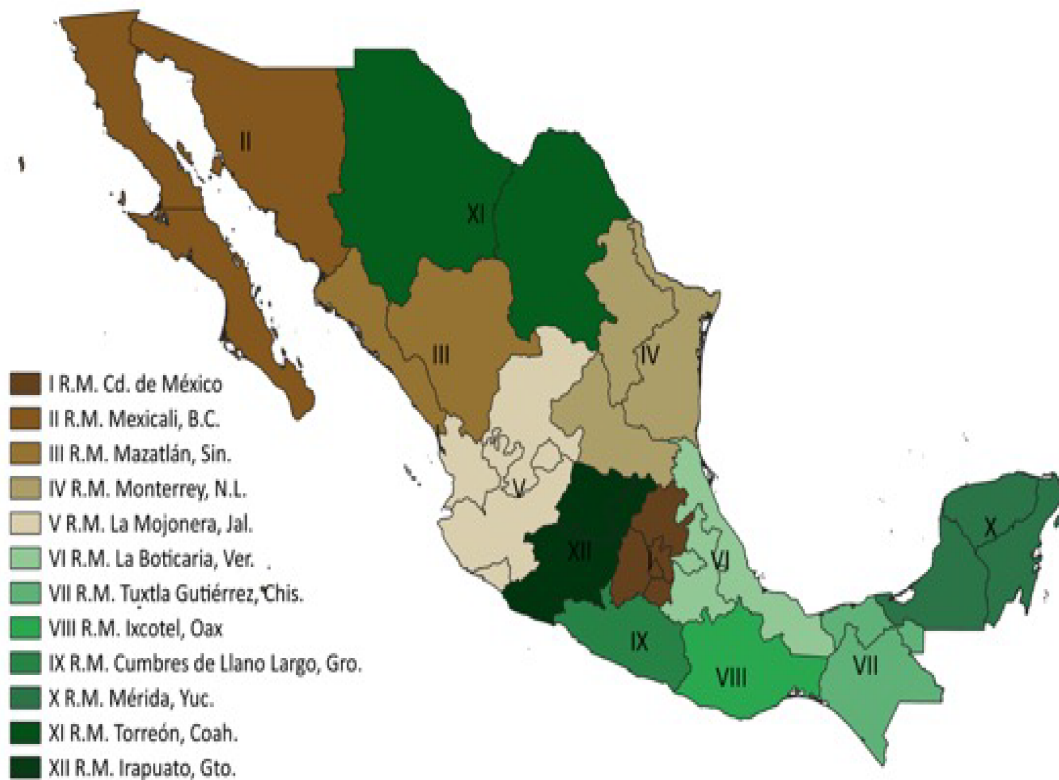 II
XI
III
IV
V
XII
I
VI
X
IX
VIII
VII
I R.M. Cd. de México
II R.M. Mexicali, B.C.
III R.M. Mazatlán, Sin.
IV R.M. Monterrey, N.L.
V R.M. La Mojonera, Jal.
VI R.M. La Boticaria, Ver.
VII R.M. Tuxtla Gutiérrez, Chis.
VIII R.M. Ixcotel, Oax
IX R.M. Cumbres de Llano Largo, Gro.
X R.M. Mérida, Yuc.
XI R.M. Torreón, Coah.
XII R.M. Irapuato, Gto.